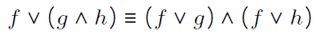 f ∨ (g ∧ h) ≡ (f ∨ g) ∧ (f ∨ h)